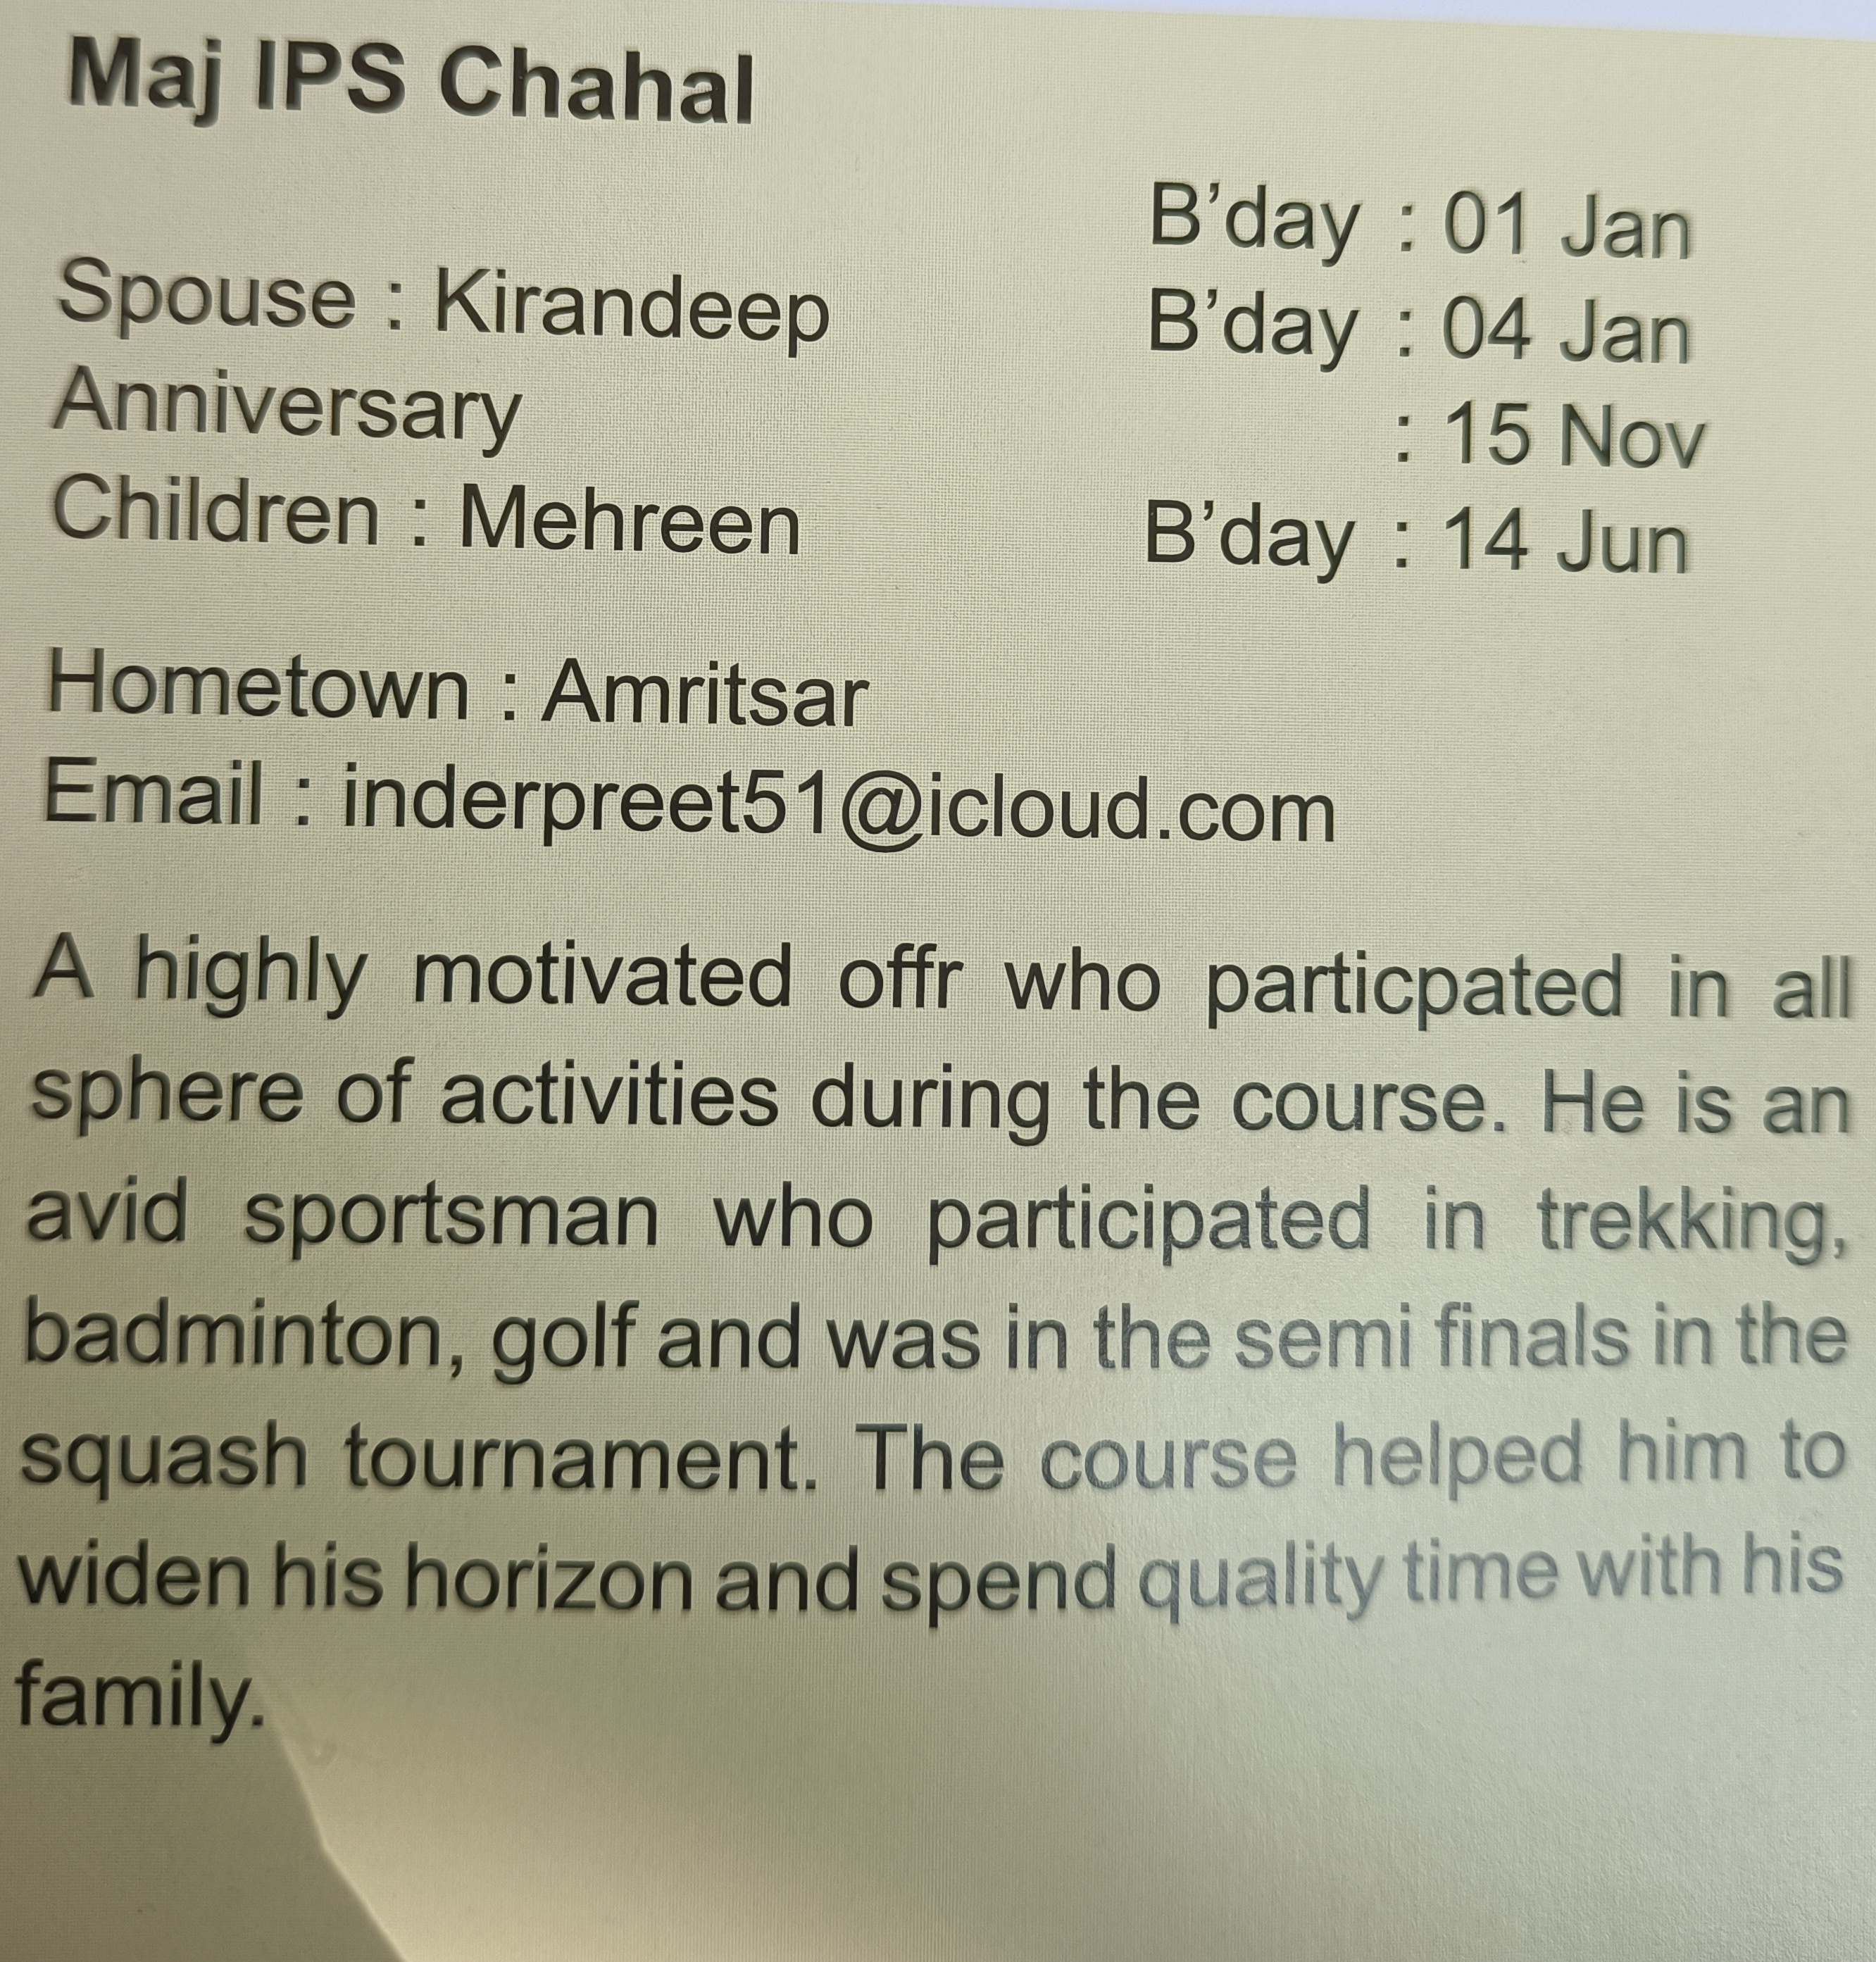 Maj IPS Chahal
B’day : 01 Jan
Spouse : Kirandeep B’day : 04 Jan
Anniversary : 15 Nov
Children : Mehreen B’day : 14 Jun
Hometown : Amritsar
Email : inderpreet51@icloud.com
A highly motivated offr who particpated in all
sphere of activities during the course. He is an
avid sportsman who participated in trekking,
badminton, golf and was in the semi finals in the
squash tournament. The course helped him to
widen his horizon and spend quality time with his
family.